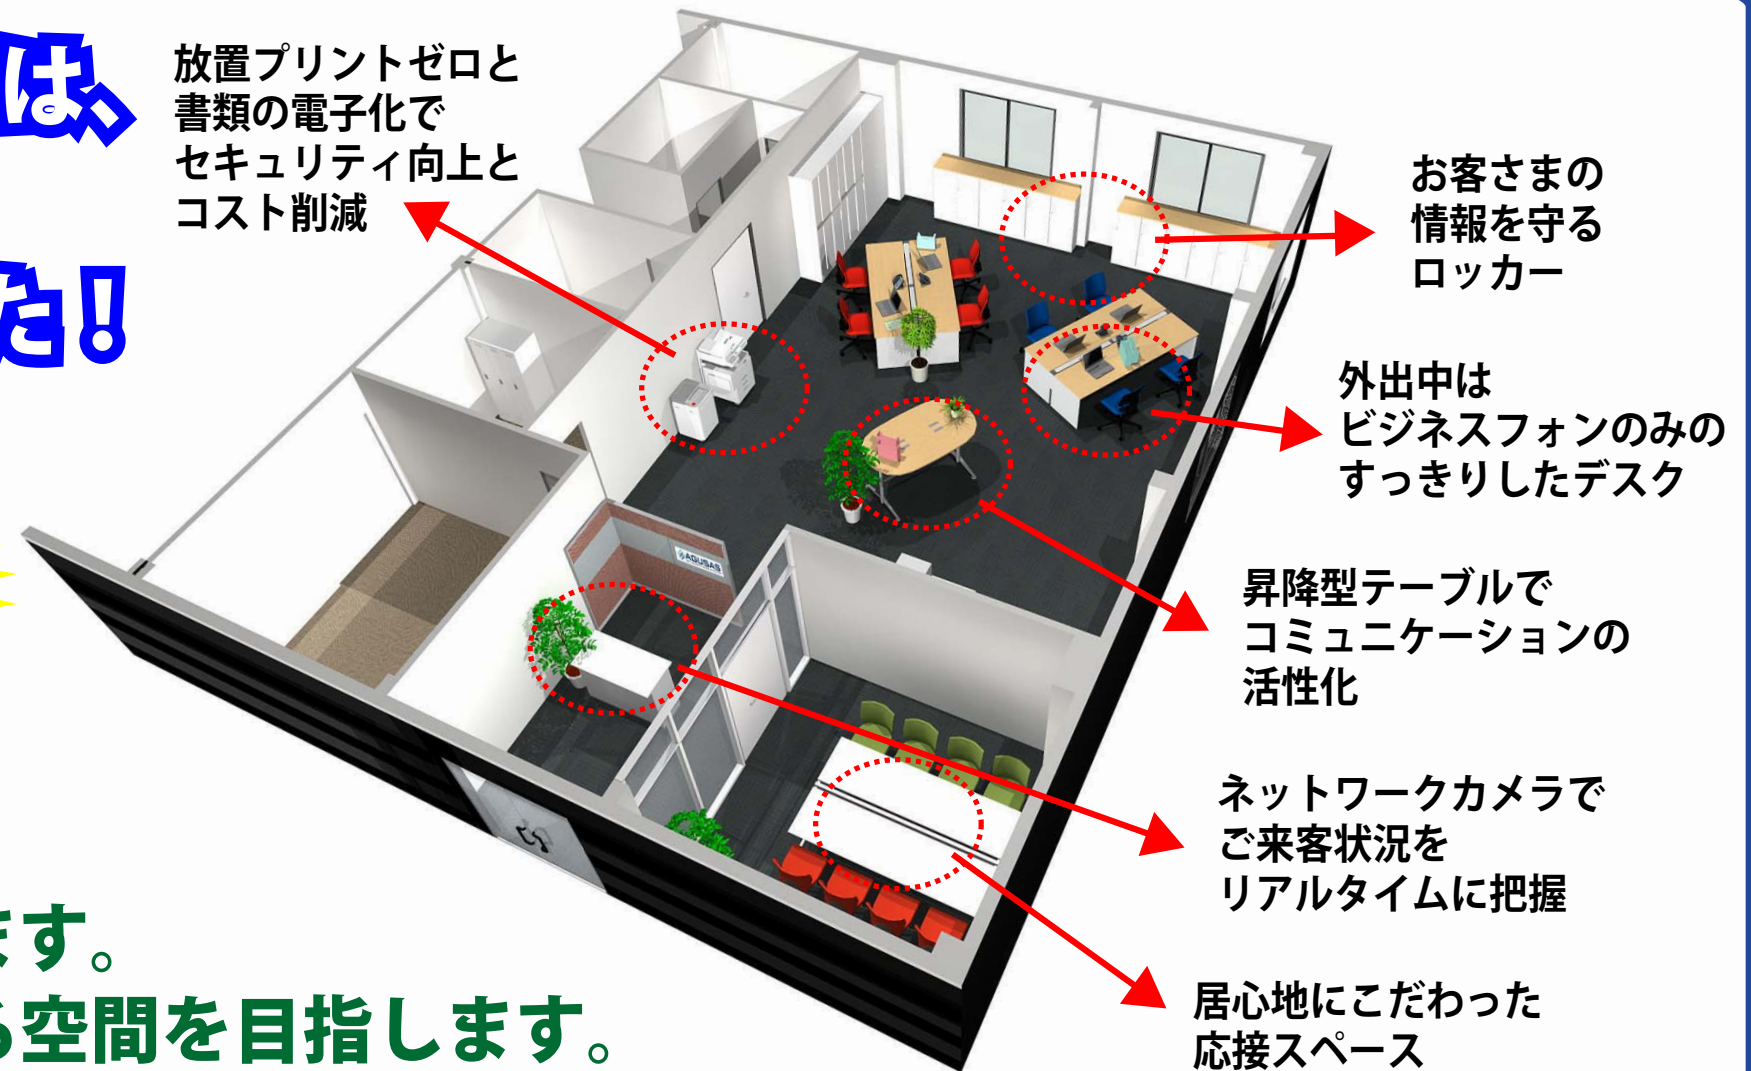 は、
た!
放置プリントゼロと
書類の電子化で
セキュリティ向上と
コスト削減
お客さまの
情報を守る
ロッカー
外出中は
ビジネスフォンのみの
すっきりしたデスク
昇降型テーブルで
コミュニケーションの
活性化
AGUSAS
ネットワークカメラで
ご来客状況を
リアルタイムに把握
居心地にこだわった
応接スペース
ます。
る空間を目指します。